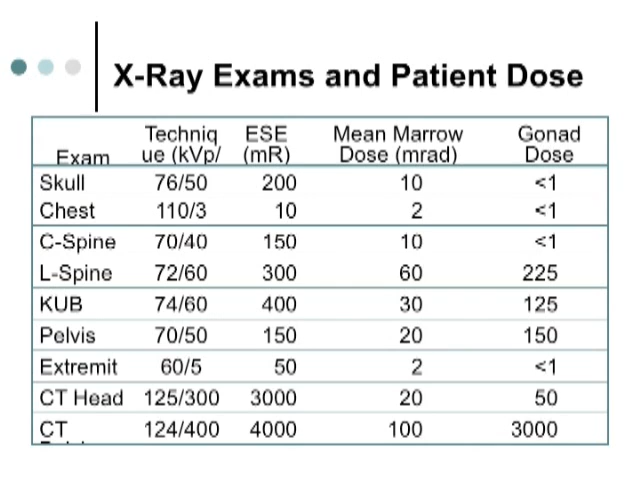 X-Ray Exams and Patient Dose
Exam Techniq ue (kVp/ ESE (mR) Mean Marrow Dose (mrad) Gonad Dose
Skull 76/50 200 10 <1
Chest 110/3 10 2 <1
C-Spine 70/40 150 10 <1
L-Spine 72/60 300 60 225
KUB 74/60 400 30 125
Pelvis 70/50 150 20 150
Extremit 60/5 50 2 <1
CT Head 125/300 3000 20 50
CT 124/400 4000 100 3000